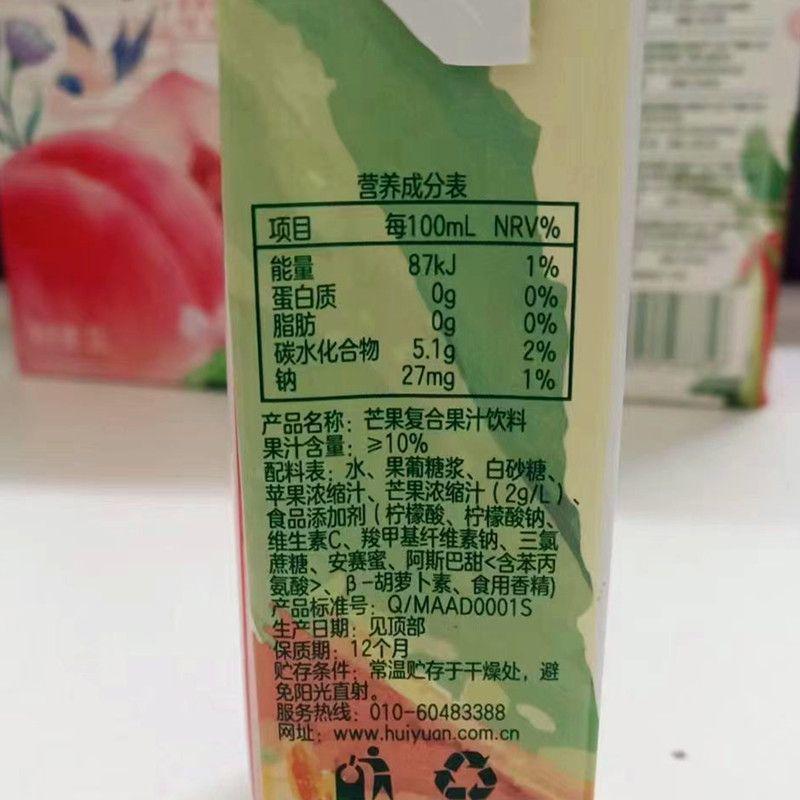 营养成分表
项目 每100mL NRV%
能量 87kJ 1%
蛋白质 0g 0%
脂肪 0g 0%
碳水化合物 5.1g 2%
钠 27mg 1%
产品名称：芒果复合果汁饮料
果汁含量：≥10%
配料表：水、果葡糖浆、白砂糖、
苹果浓缩汁、芒果浓缩汁（2g/L）、
食品添加剂（柠檬酸、柠檬酸钠、
维生素C、羧甲基纤维素钠、三氯
蔗糖、安赛蜜、阿斯巴甜<含苯丙
氨酸>、β-胡萝卜素、食用香精)
产品标准号：Q/MAAD0001S
生产日期：见顶部
保质期：12个月
贮存条件：常温贮存于干燥处，避
免阳光直射。
服务热线：010-60483388
网址：www.huiyuan.com.cn